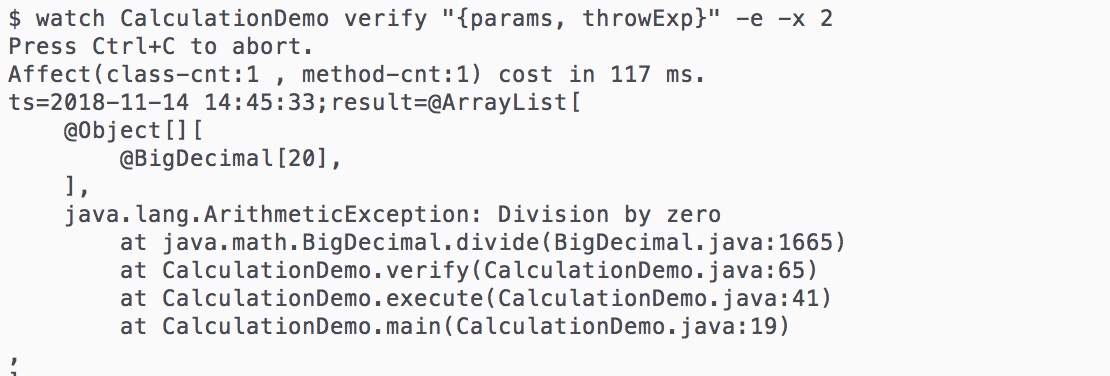 $ watch CalculationDemo verify "{params, throwExp}" -e -x 2
Press Ctrl+C to abort.
Affect(class-cnt:1 , method-cnt:1) cost in 117 ms.
ts=2018-11-14 14:45:33;result=@ArrayList[
    @Object[][
        @BigDecimal[20],
    ],
    java.lang.ArithmeticException: Division by zero
        at java.math.BigDecimal.divide(BigDecimal.java:1665)
        at CalculationDemo.verify(CalculationDemo.java:65)
        at CalculationDemo.execute(CalculationDemo.java:41)
        at CalculationDemo.main(CalculationDemo.java:19)
,